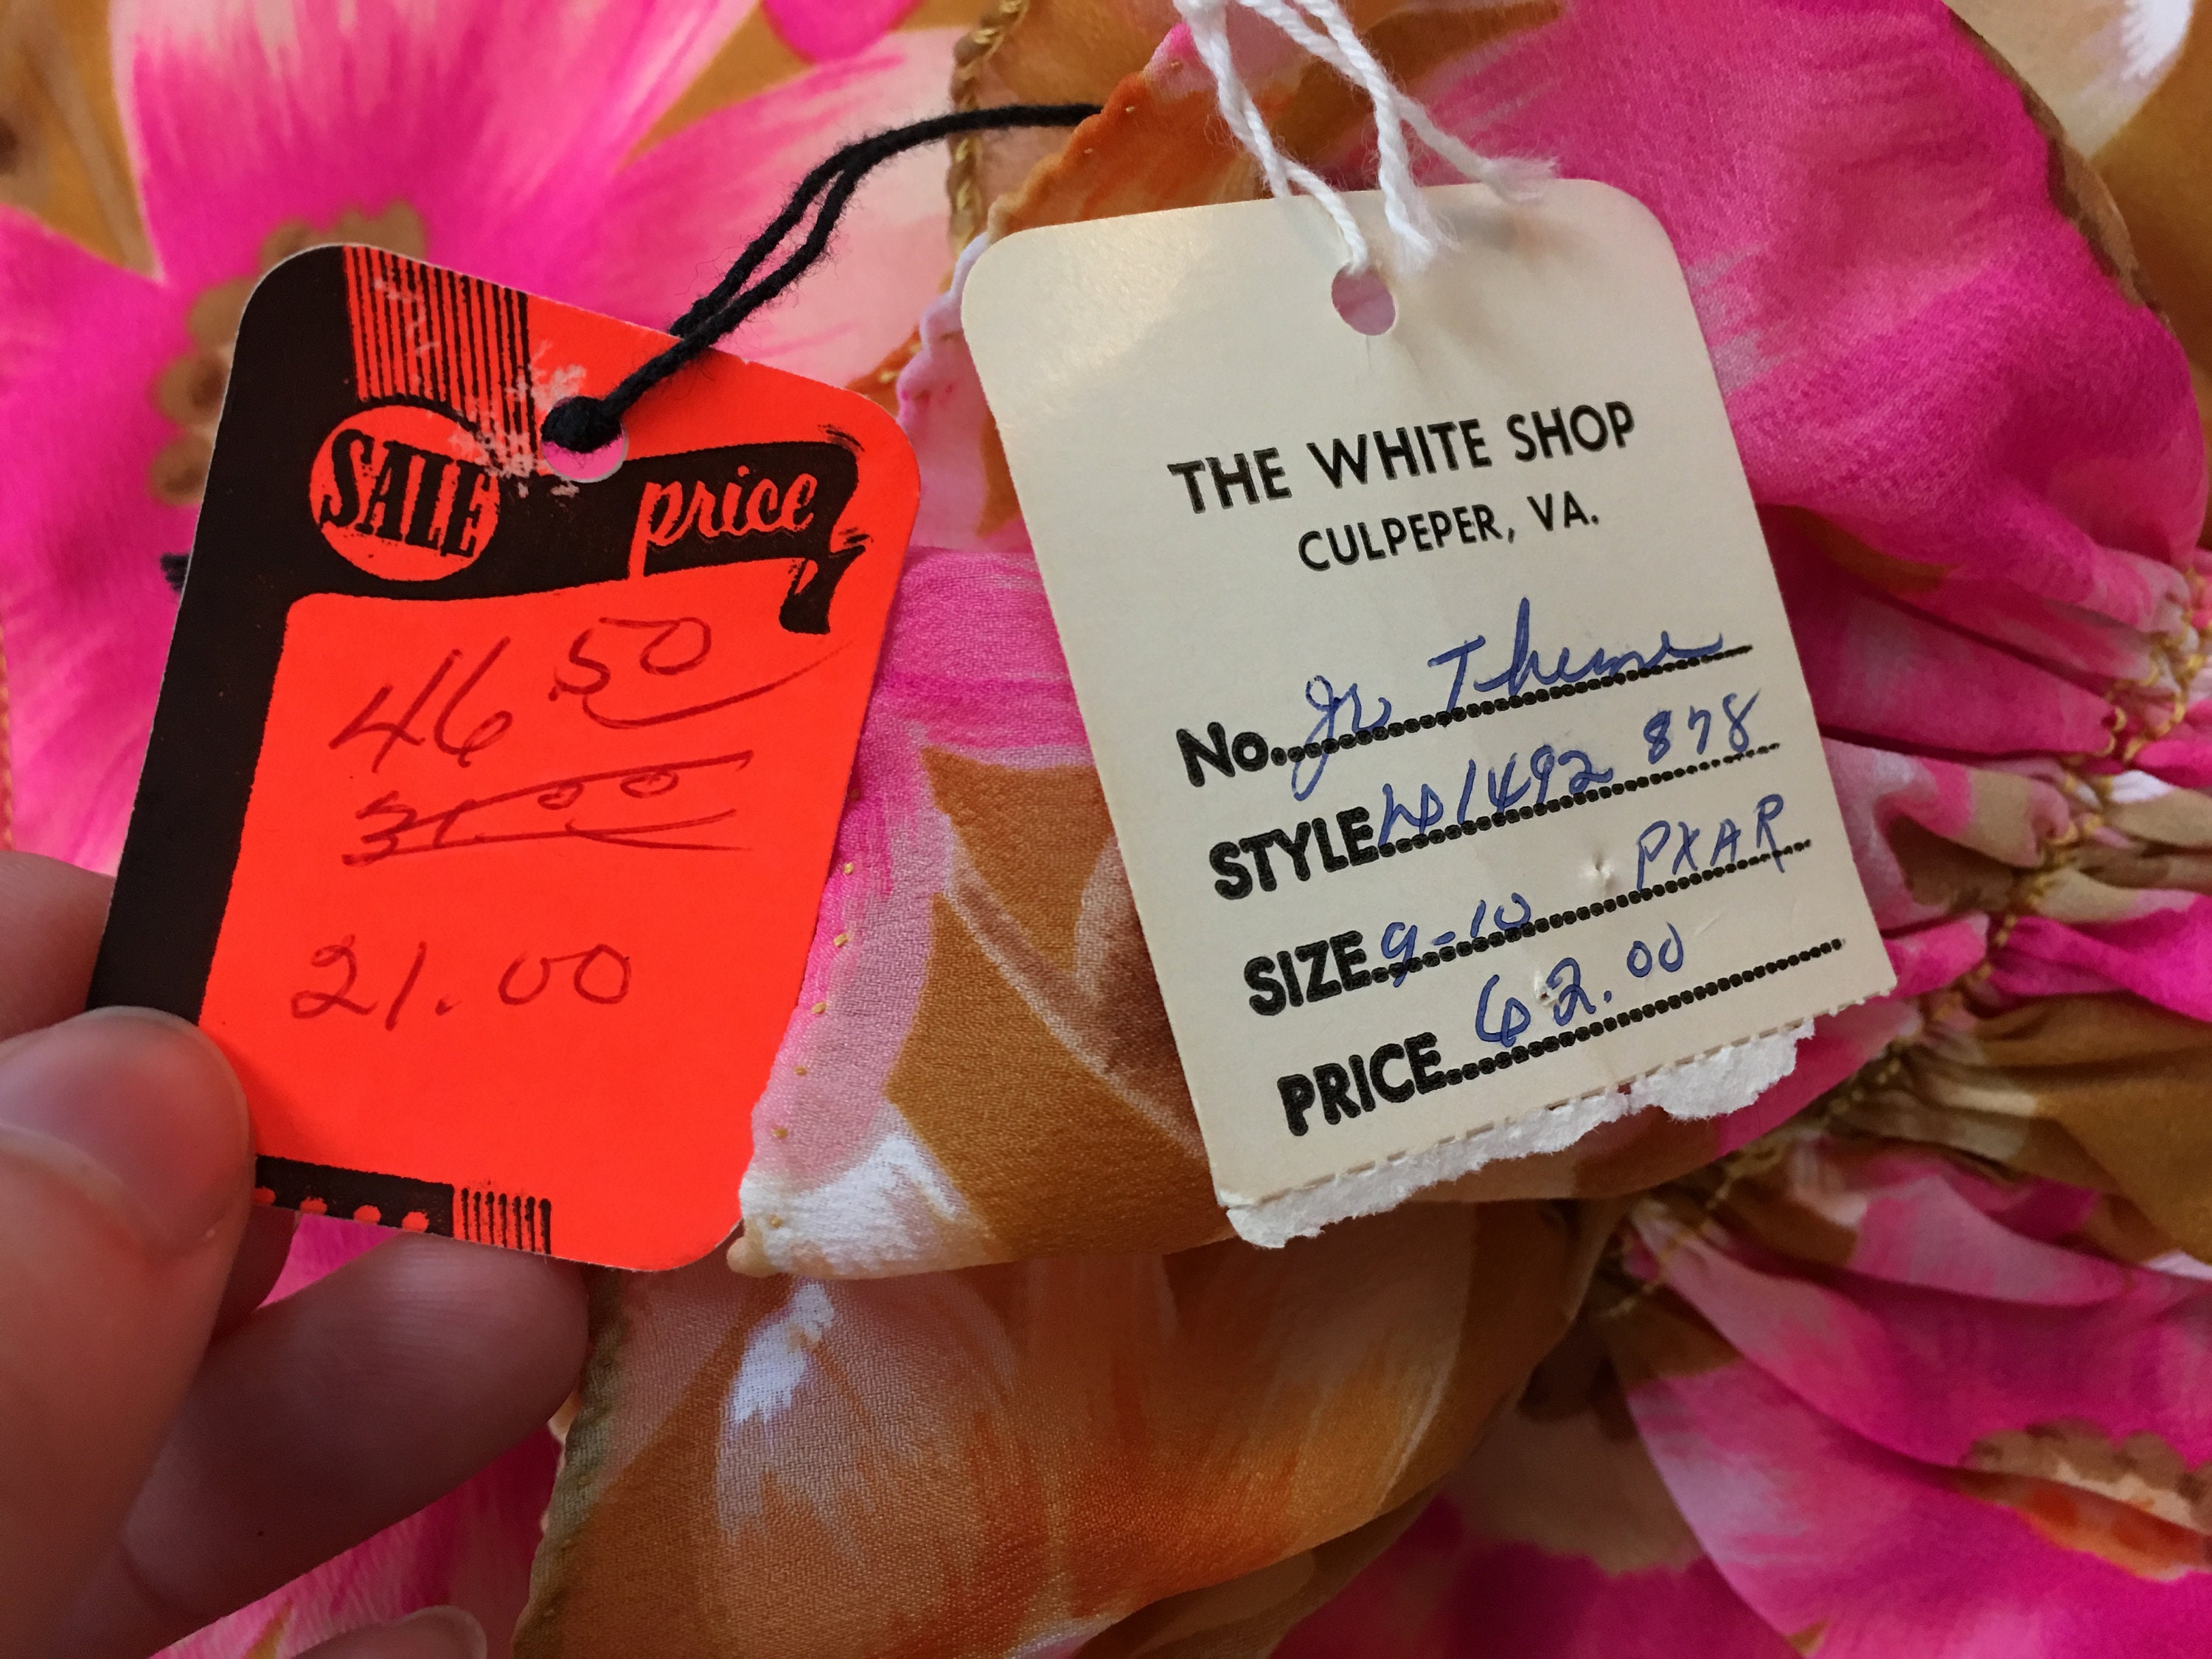 SALE price
46.50
31.00
21.00
THE WHITE SHOP
CULPEPER, VA.
No. Jr Theme
STYLE 1492 878
SIZE 9-10 PXAR
PRICE 62.00